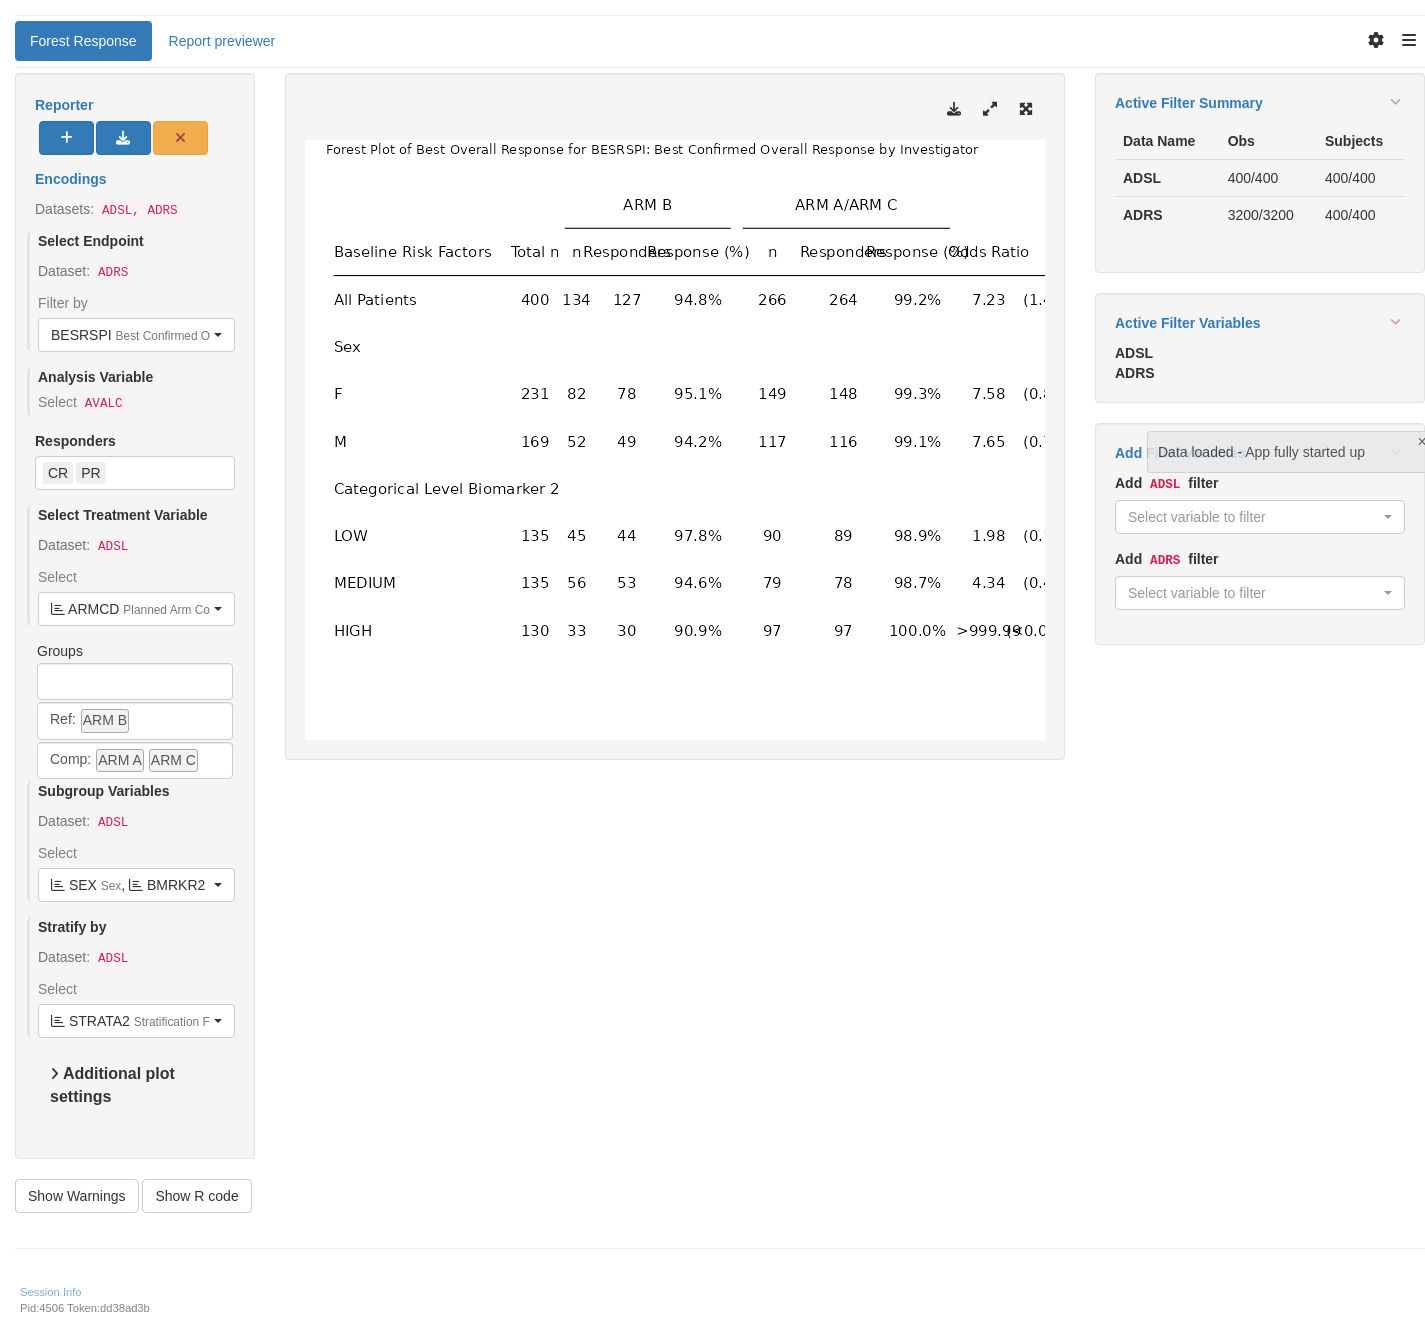 Forest Response
Report previewer
Reporter
Encodings
Datasets: ADSL, ADRS
Select Endpoint
Dataset: ADRS
Filter by
BESRSPI Best Confirmed O
Analysis Variable
Select AVALC
Responders
CR PR
Select Treatment Variable
Dataset: ADSL
Select
ARMCD Planned Arm Co
Groups
Ref: ARM B
Comp: ARM A ARM C
Subgroup Variables
Dataset: ADSL
Select
SEX Sex, BMRKR2
Stratify by
Dataset: ADSL
Select
STRATA2 Stratification F
Additional plot
settings
Show Warnings
Show R code
Forest Plot of Best Overall Response for BESRSPI: Best Confirmed Overall Response by Investigator
ARM B ARM A/ARM C
Baseline Risk Factors Total n n Responders Response (%) n Responders Response (%) Odds Ratio
All Patients 400 134 127 94.8% 266 264 99.2% 7.23 (1.4
Sex
F 231 82 78 95.1% 149 148 99.3% 7.58 (0.8
M 169 52 49 94.2% 117 116 99.1% 7.65 (0.7
Categorical Level Biomarker 2
LOW 135 45 44 97.8% 90 89 98.9% 1.98 (0.1
MEDIUM 135 56 53 94.6% 79 78 98.7% 4.34 (0.4
HIGH 130 33 30 90.9% 97 97 100.0% >999.99 (<0.0
Active Filter Summary
Data Name Obs Subjects
ADSL 400/400 400/400
ADRS 3200/3200 400/400
Active Filter Variables
ADSL
ADRS
Add
Data loaded - App fully started up
×
Add ADSL filter
Select variable to filter
Add ADRS filter
Select variable to filter
Session Info
Pid:4506 Token:dd38ad3b